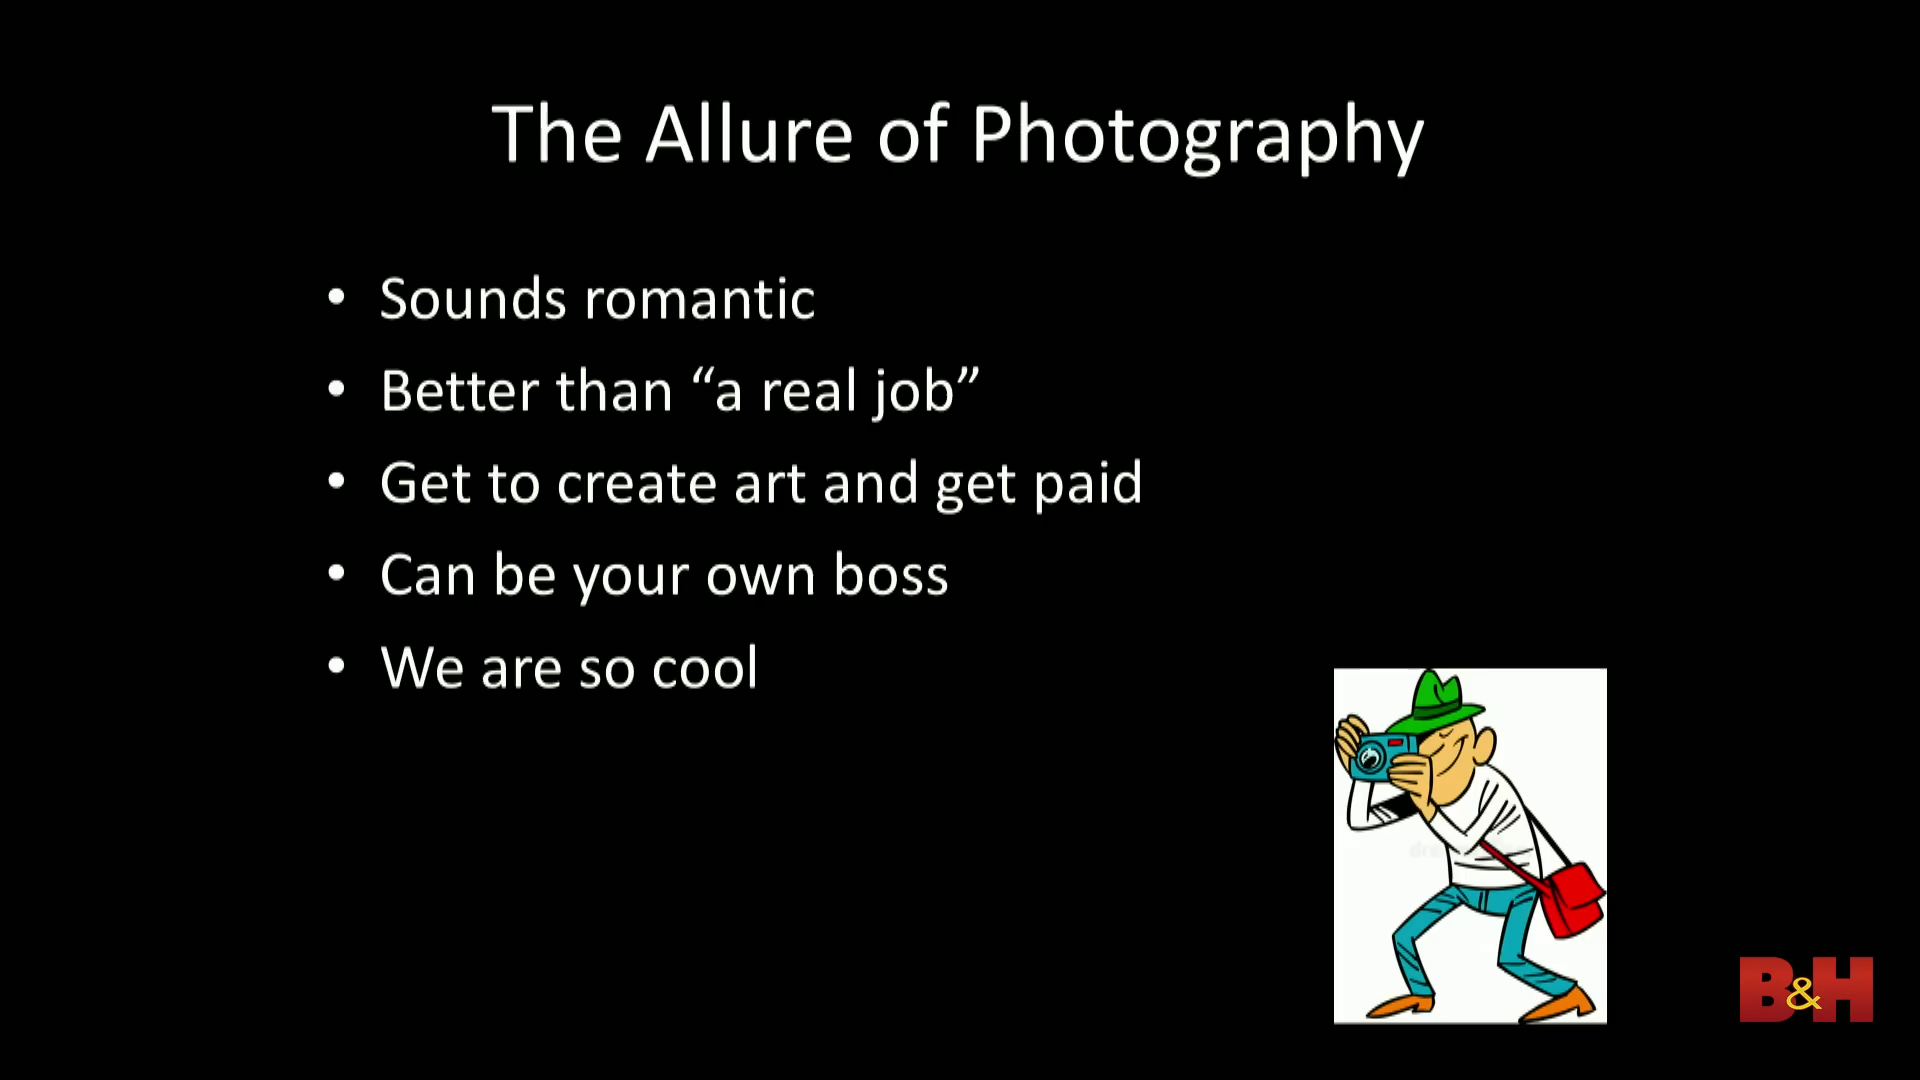 The Allure of Photography
• Sounds romantic
• Better than “a real job”
• Get to create art and get paid
• Can be your own boss
• We are so cool
B&H